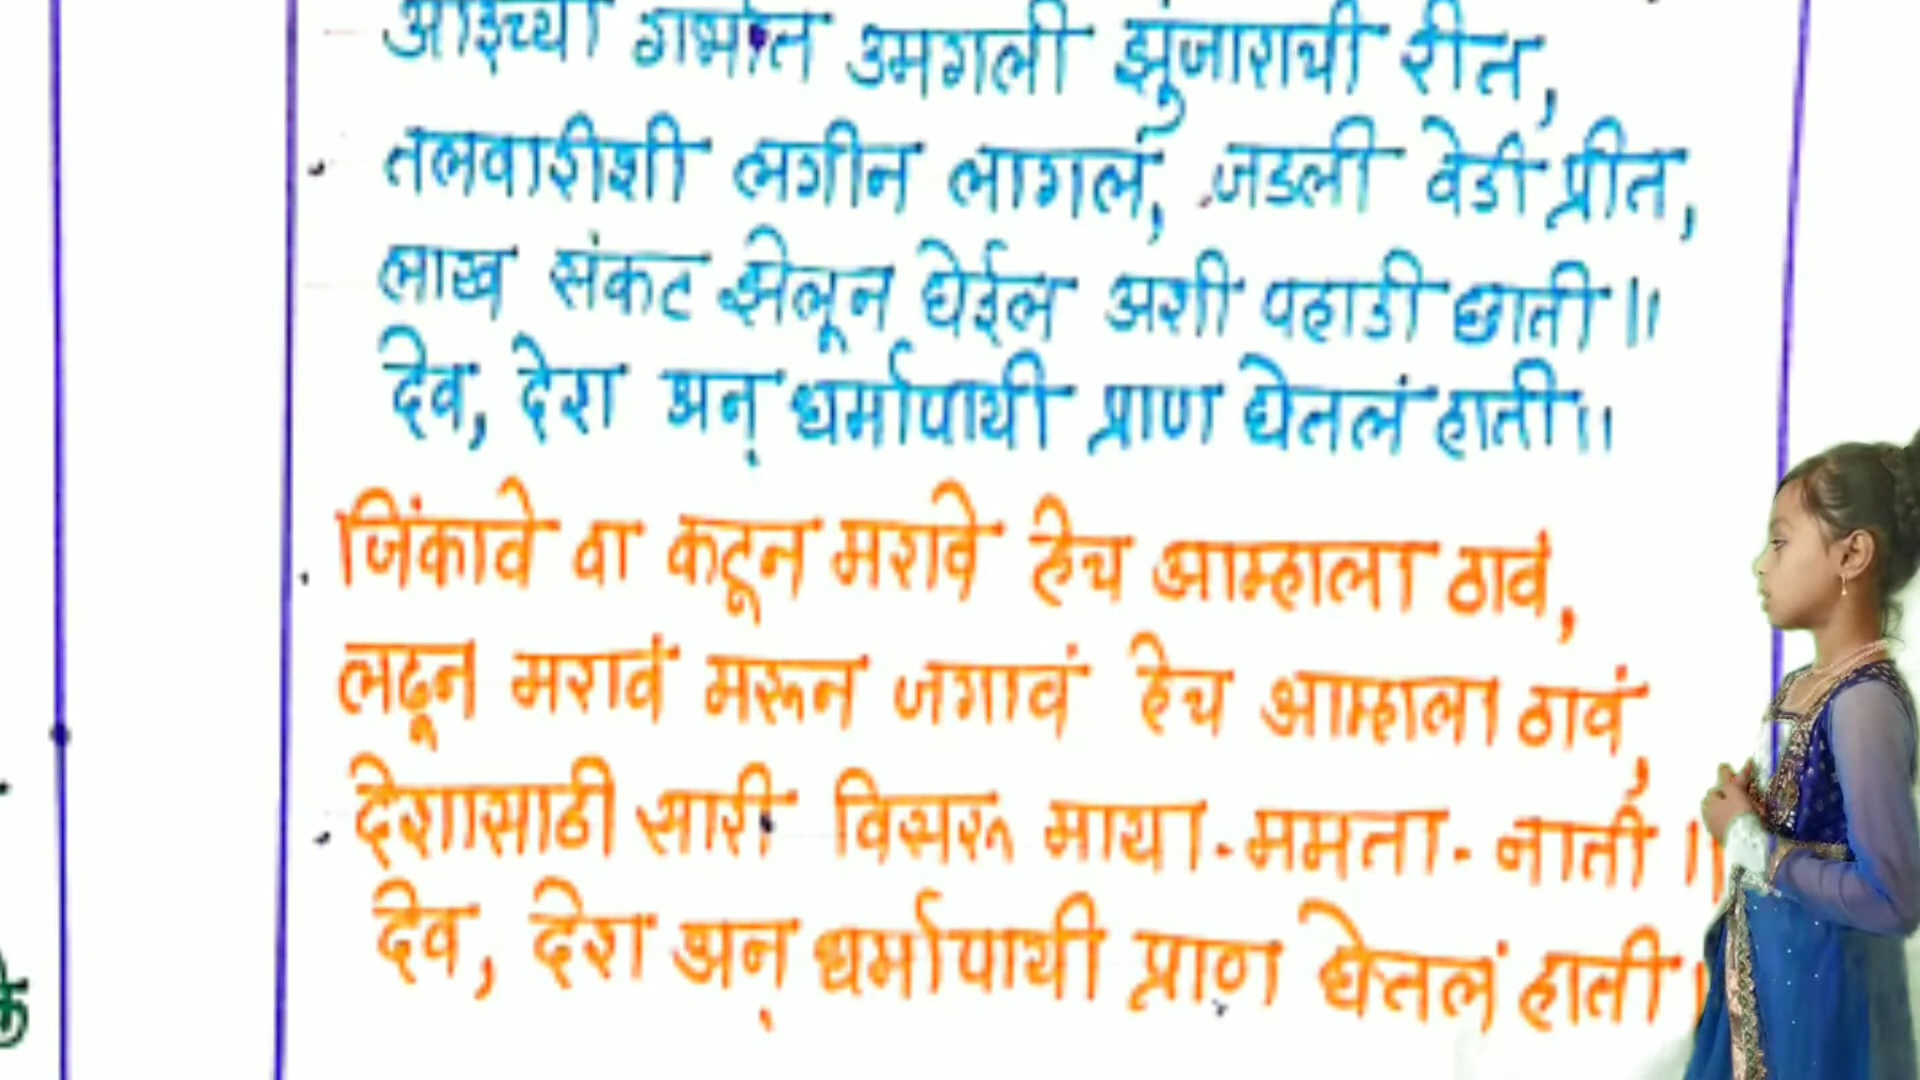 आईच्या गर्भात उमगली झुंजाराची रीत,
तलवारीशी लगीन लागलं, जडली वेडी प्रीत,
लाख संकट झेलून घेईल अशी पहाडी छाती॥
देव, देश अन् धर्मापायी प्राण घेतलं हाती॥
जिंकावे वा कटून मरावे हेच आम्हाला ठावं,
लढून मरावं मरून जगावं हेच आम्हाला ठावं,
देशासाठी सारी विसरू माया-ममता-नाती॥
देव, देश अन् धर्मापायी प्राण घेतलं हाती।